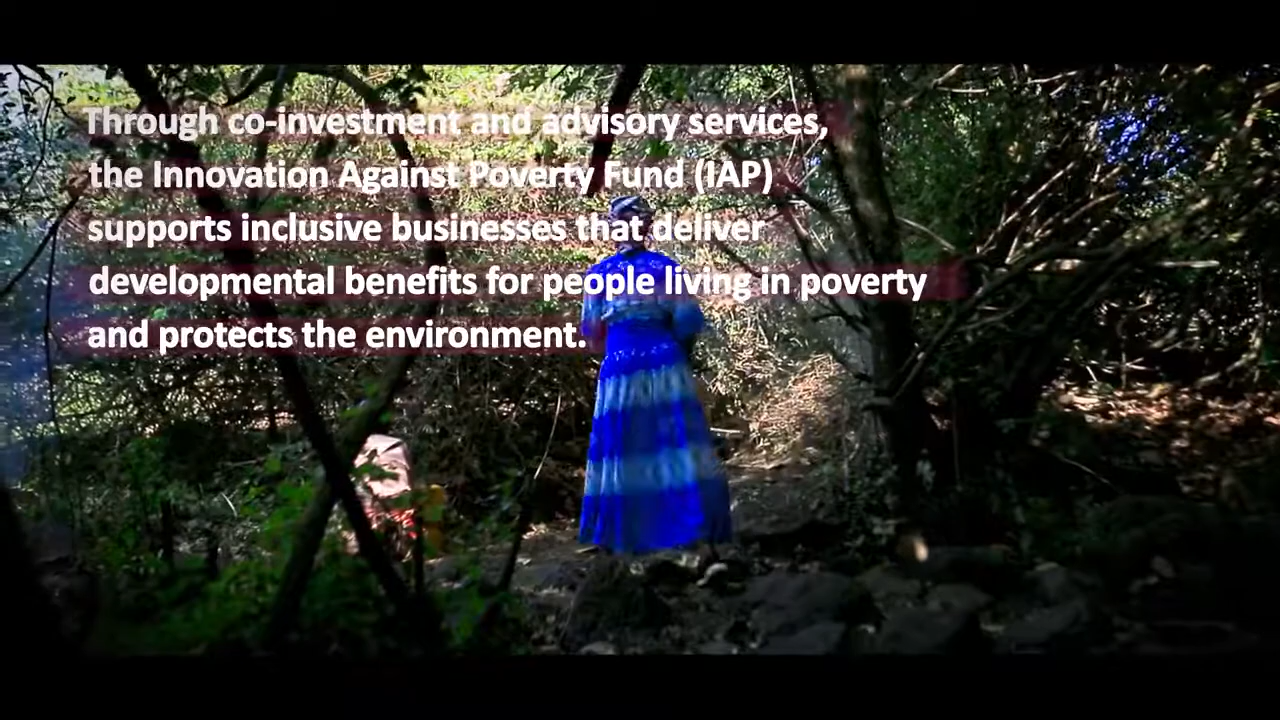 Through co-investment and advisory services,
the Innovation Against Poverty Fund (IAP)
supports inclusive businesses that deliver
developmental benefits for people living in poverty
and protects the environment.